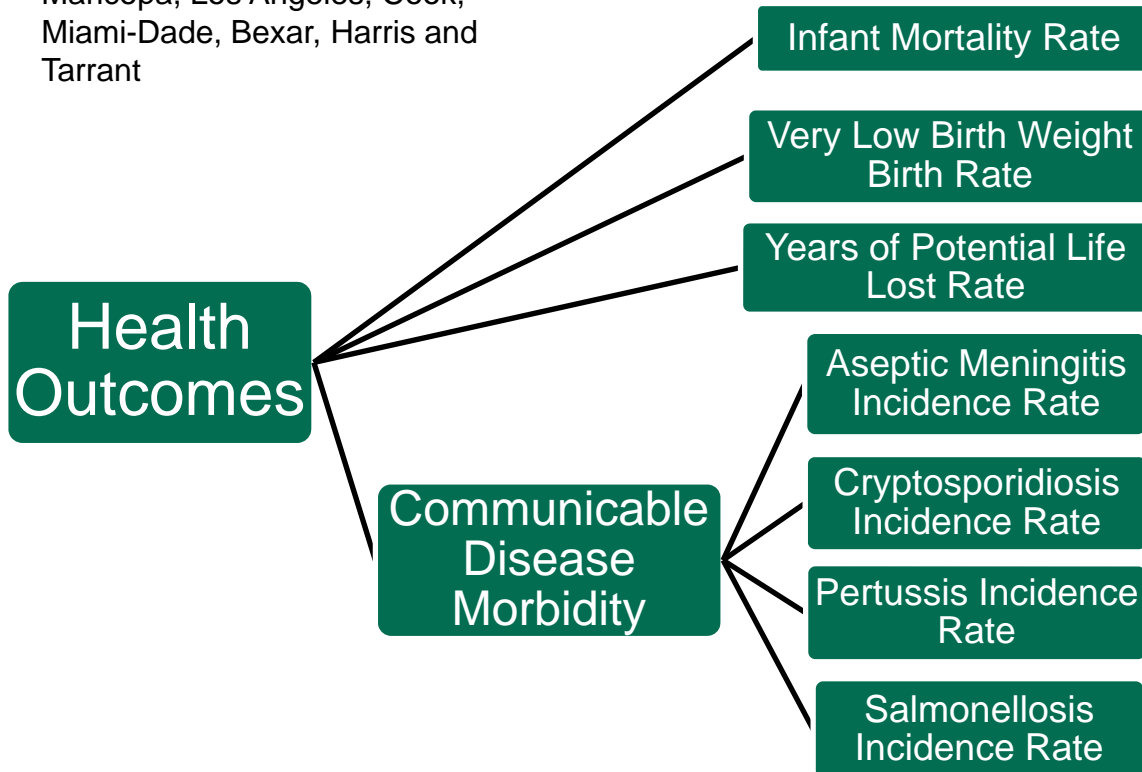 Miami-Dade, Bexar, Harris and
Tarrant
Infant Mortality Rate
Very Low Birth Weight
Birth Rate
Years of Potential Life
Lost Rate
Health
Outcomes
Aseptic Meningitis
Incidence Rate
Communicable
Disease
Morbidity
Cryptosporidiosis
Incidence Rate
Pertussis Incidence
Rate
Salmonellosis
Incidence Rate